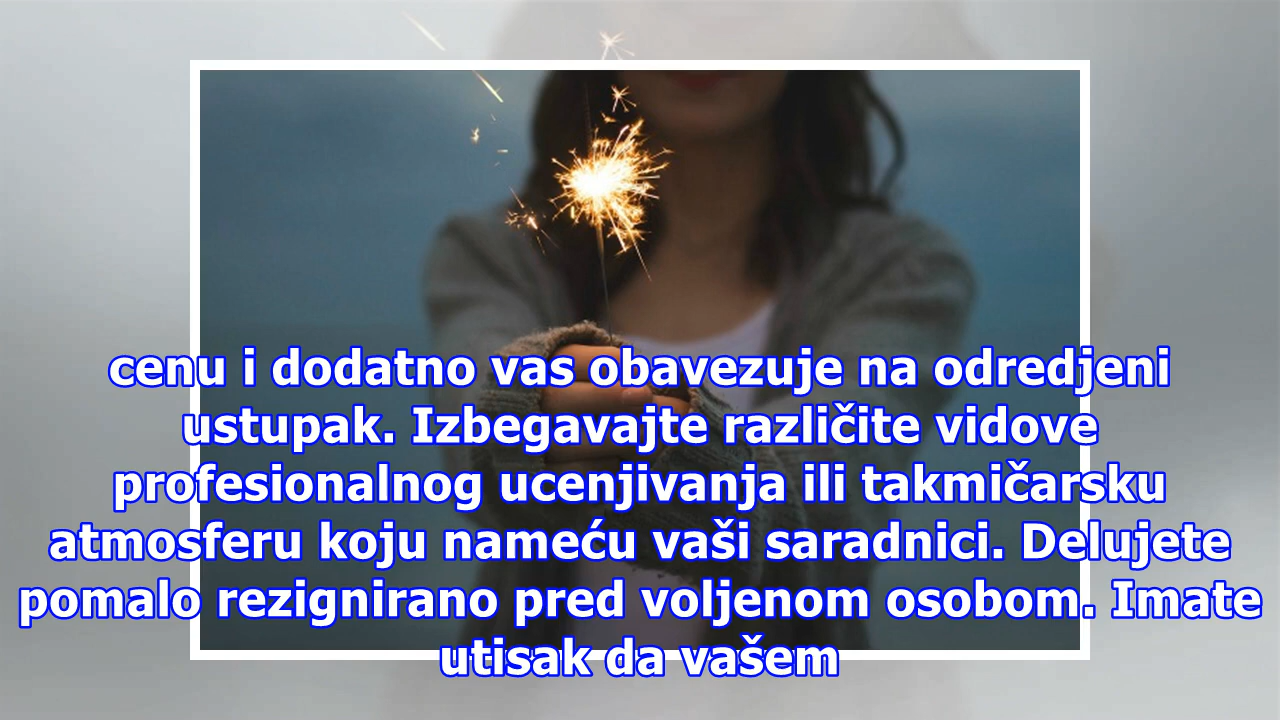 cenu i dodatno vas obavezuje na odredjeni
ustupak. Izbegavajte različite vidove
profesionalnog ucenjivanja ili takmičarsku
atmosferu koju nameću vaši saradnici. Delujete
pomalo rezignirano pred voljenom osobom. Imate
utisak da vašem